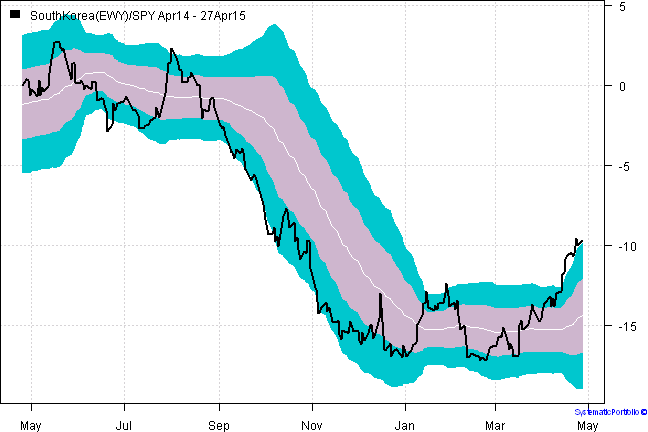 SouthKorea(EWY)/SPY Apr14 - 27Apr15
5
0
-5
-10
-15
May Jul Sep Nov Jan Mar May
SystematicPortfolio ©